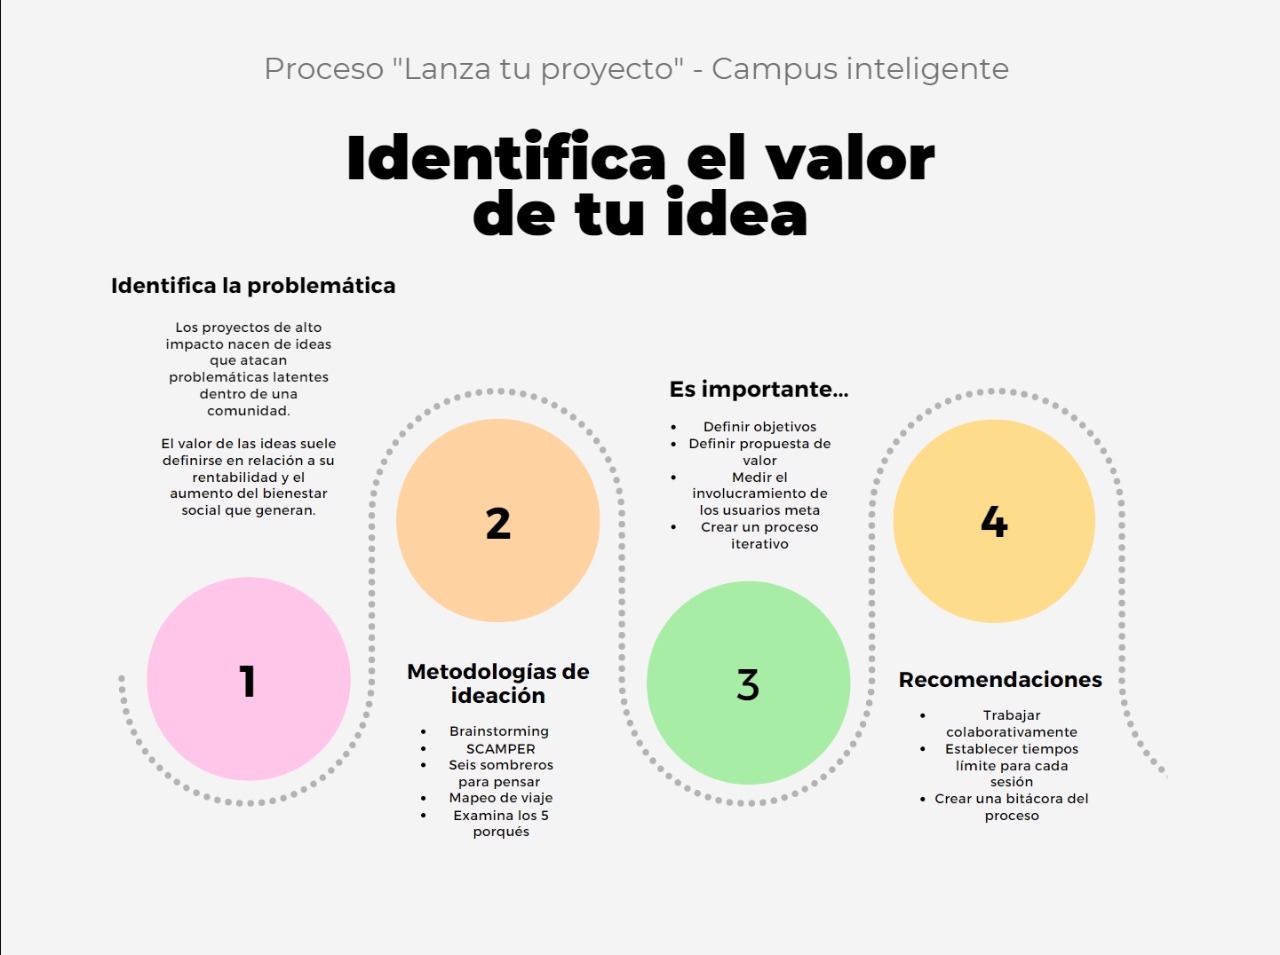 Proceso "Lanza tu proyecto" - Campus inteligente
Identifica el valor
de tu idea
Identifica la problemática
Los proyectos de alto
impacto nacen de ideas
que atacan
problemáticas latentes
dentro de una
comunidad.
El valor de las ideas suele
definirse en relación a su
rentabilidad y el
aumento del bienestar
social que generan.
1
2
Metodologías de
ideación
• Brainstorming
• SCAMPER
• Seis sombreros
para pensar
• Mapeo de viaje
• Examina los 5
porqués
Es importante...
• Definir objetivos
• Definir propuesta de
valor
• Medir el
involucramiento de
los usuarios meta
• Crear un proceso
iterativo
3
4
Recomendaciones
• Trabajar
colaborativamente
• Establecer tiempos
límite para cada
sesión
• Crear una bitácora del
proceso